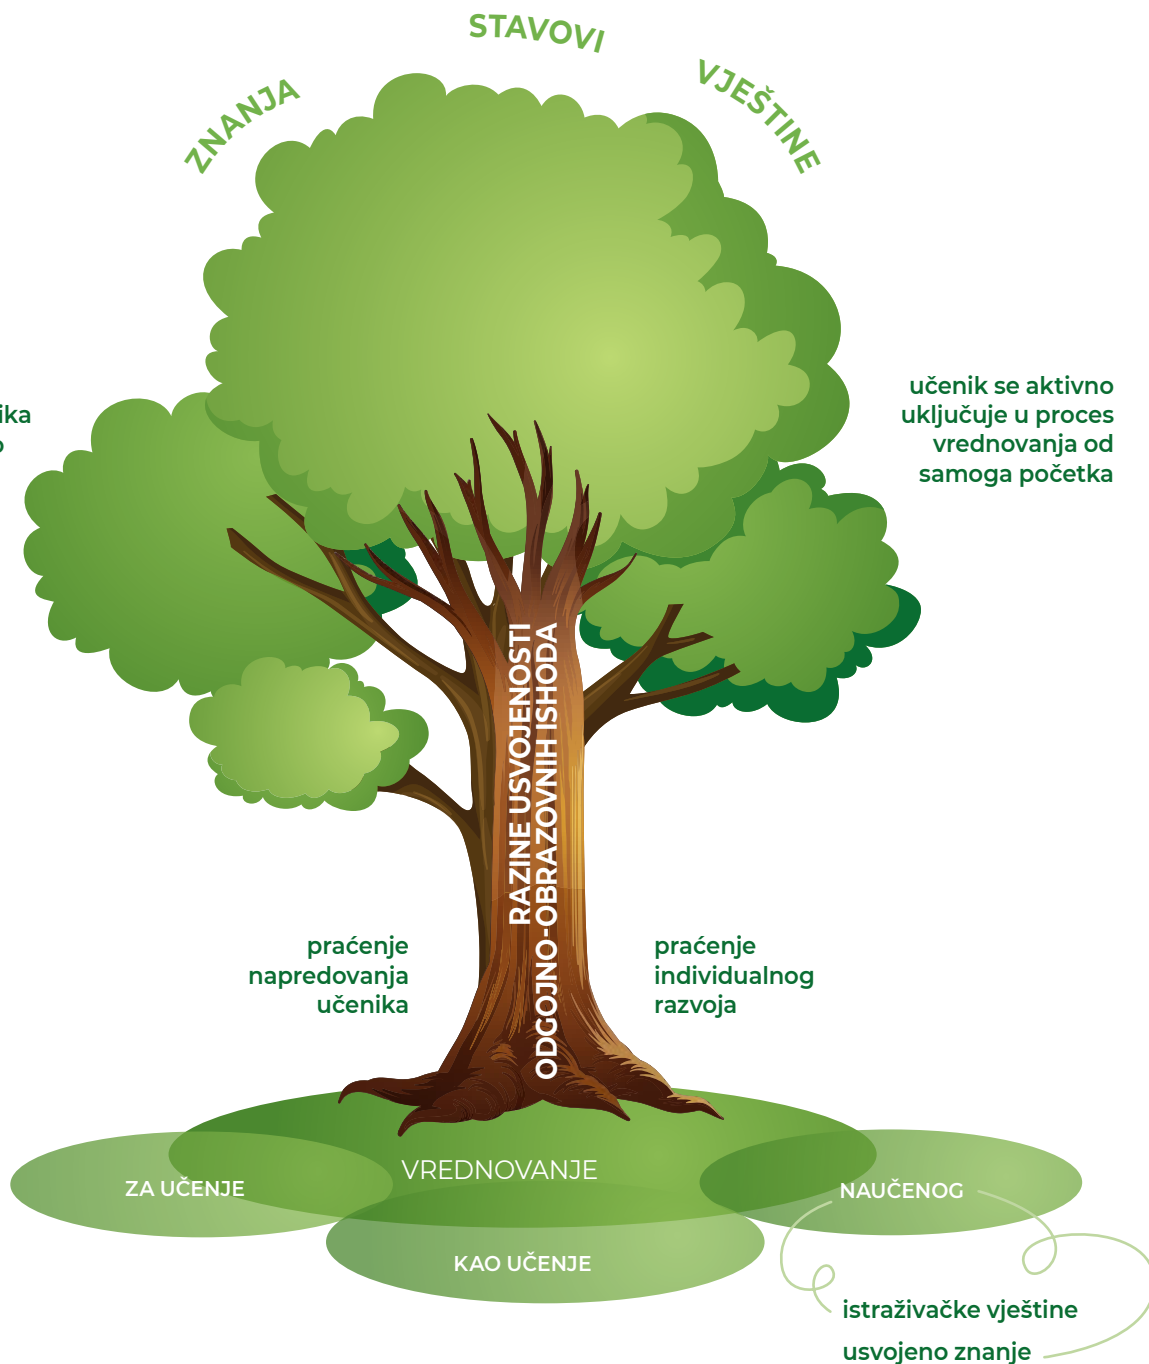 STAVOVI
ZNANJA
VJEŠTINE
učenik se aktivno
uključuje u proces
vrednovanja od
samoga početka
RAZINE USVOJENOSTI
ODGOJNO-OBRAZOVNIH ISHODA
praćenje
napredovanja
učenika
praćenje
individualnog
razvoja
VREDNOVANJE
ZA UČENJE
NAUČENOG
KAO UČENJE
istraživačke vještine
usvojeno znanje